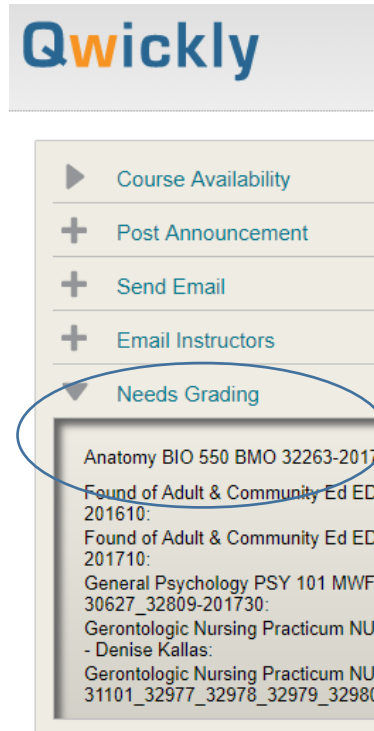 Qwickly
Course Availability
Post Announcement
Send Email
Email Instructors
Needs Grading
Anatomy BIO 550 BMO 32263-2017
Found of Adult & Community Ed ED
201610:
Found of Adult & Community Ed ED
201710:
General Psychology PSY 101 MWF
30627_32809-201730:
Gerontologic Nursing Practicum NU
- Denise Kallas:
Gerontologic Nursing Practicum NU
31101_32977_32978_32979_32980